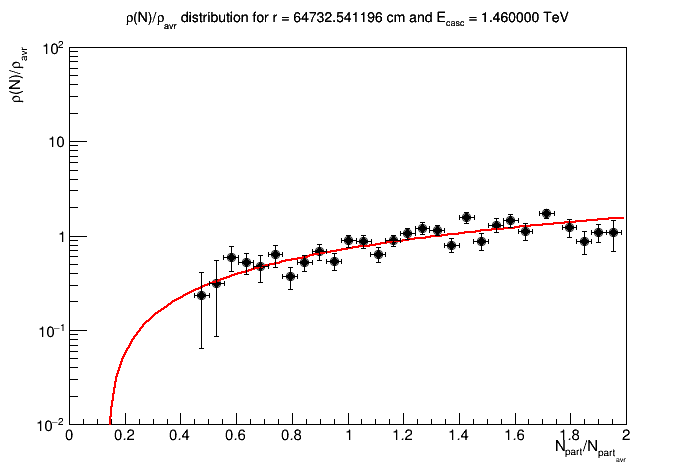 ρ(N)/ρavr distribution for r = 64732.541196 cm and Ecasc = 1.460000 TeV
ρ(N)/ρavr
10²
10
1
10⁻¹
10⁻²
0 0.2 0.4 0.6 0.8 1 1.2 1.4 1.6 1.8 2
Npart/Npartavr